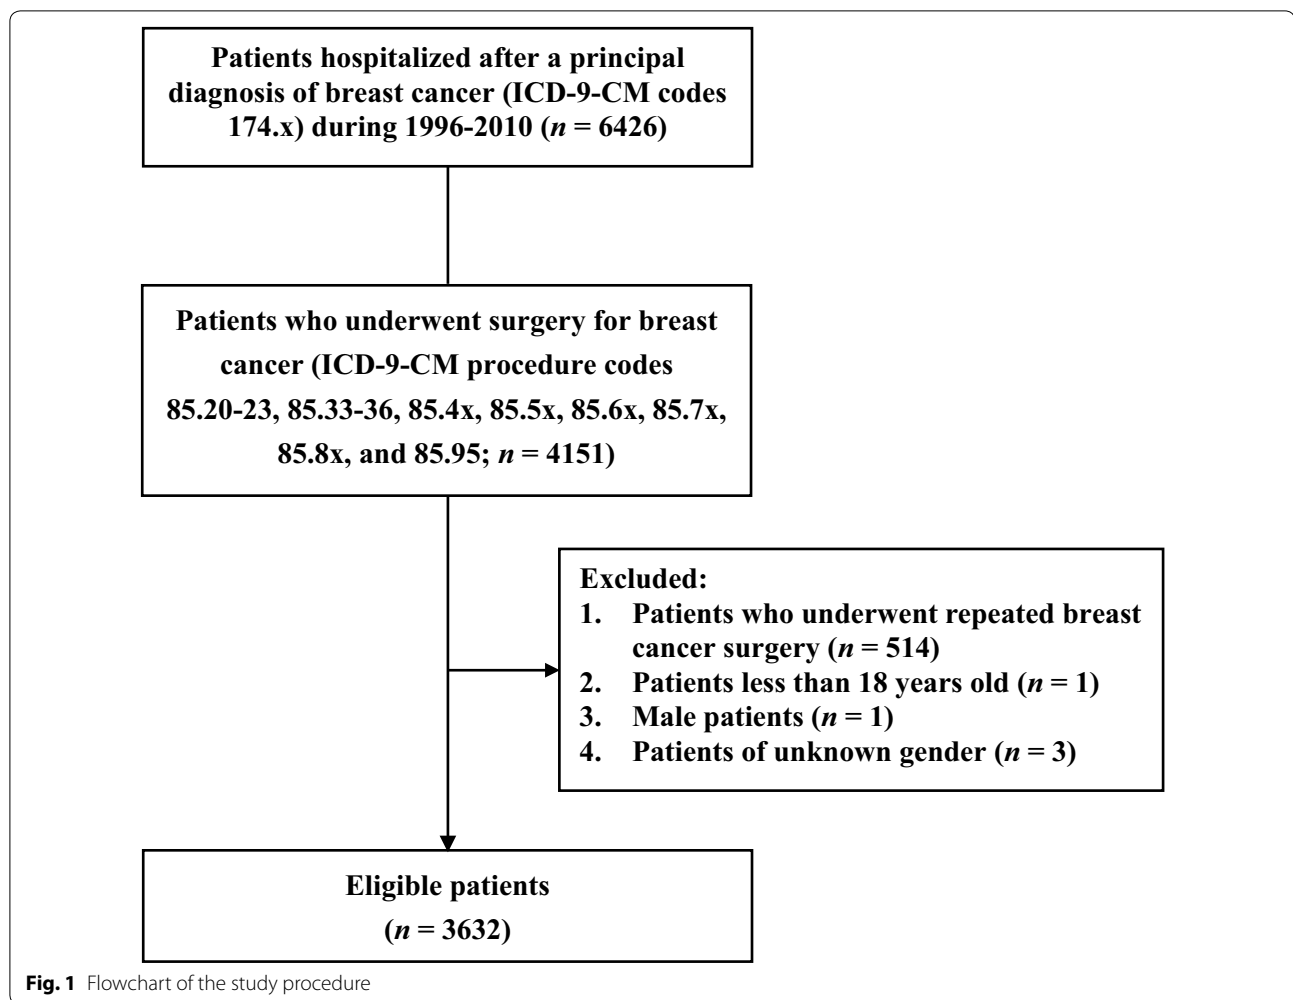 Patients hospitalized after a principal
diagnosis of breast cancer (ICD-9-CM codes
174.x) during 1996-2010 (n = 6426)
Patients who underwent surgery for breast
cancer (ICD-9-CM procedure codes
85.20-23, 85.33-36, 85.4x, 85.5x, 85.6x, 85.7x,
85.8x, and 85.95; n = 4151)
Excluded:
1. Patients who underwent repeated breast
cancer surgery (n = 514)
2. Patients less than 18 years old (n = 1)
3. Male patients (n = 1)
4. Patients of unknown gender (n = 3)
Eligible patients
(n = 3632)
Fig. 1 Flowchart of the study procedure